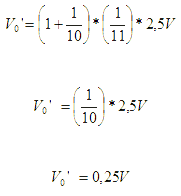 V₀'=(1+1/10)*(1/11)*2,5V
V₀' =(1/10)*2,5V
V₀' =0,25V